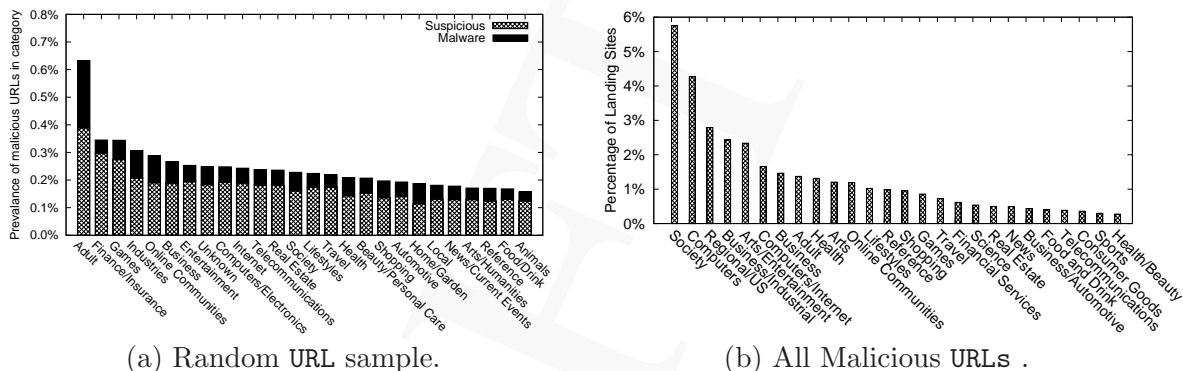 Prevalance of malicious URLs in category
0.8%
0.7%
0.6%
0.5%
0.4%
0.3%
0.2%
0.1%
0.0%
Suspicious
Malware
Adult
Finance/Insurance
Games
Industries
Online Communities
Business
Entertainment
Unknown
Computers/Electronics
Internet
Telecommunications
Real Estate
Society
Lifestyles
Travel
Health
Beauty/Personal Care
Shopping
Automotive
Home/Garden
Local
News/Current Events
Arts/Humanities
Reference
Food/Drink
Animals
(a) Random URL sample.
Percentage of Landing Sites
6%
5%
4%
3%
2%
1%
0%
Society
Computers
Regional/US
Business/Industrial
Arts/Entertainment
Computers/Internet
Business
Adult
Health
Arts
Online Communities
Lifestyles
Reference
Shopping
Games
Travel
Financial Services
Science
Real Estate
News
Business/Automotive
Food and Drink
Telecommunications
Consumer Goods
Sports
Health/Beauty
(b) All Malicious URLs .